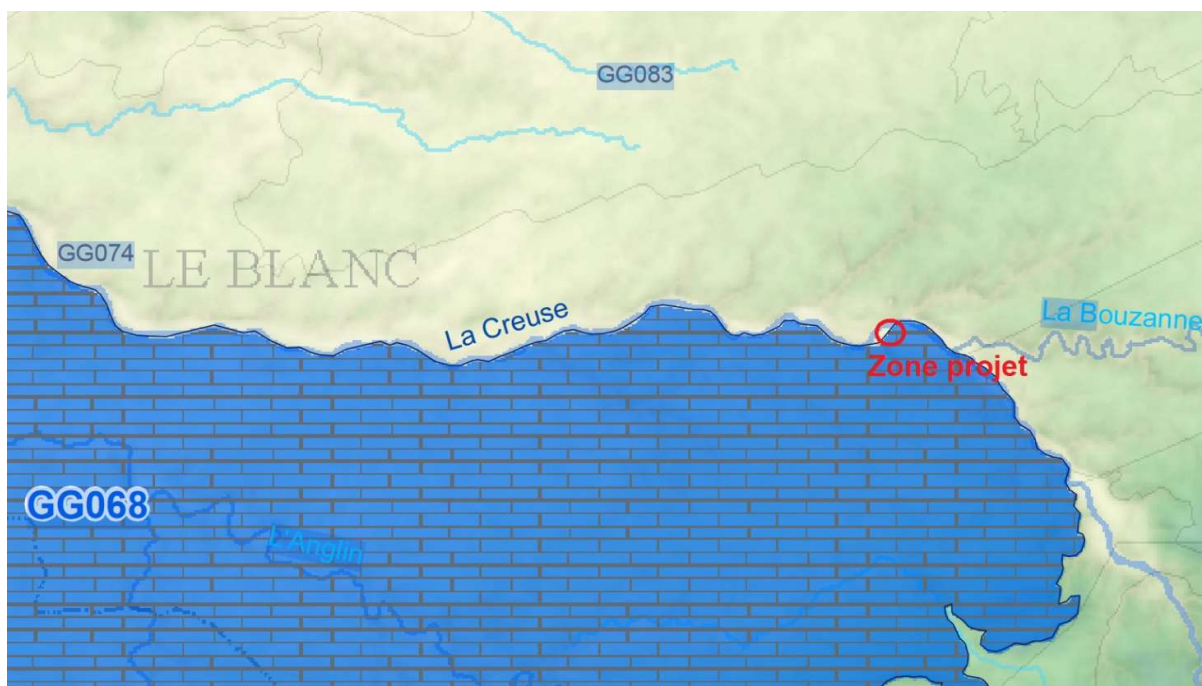 GG083
GG074
LE BLANC
La Creuse
La Bouzanne
Zone projet
GG068
L'Anglin